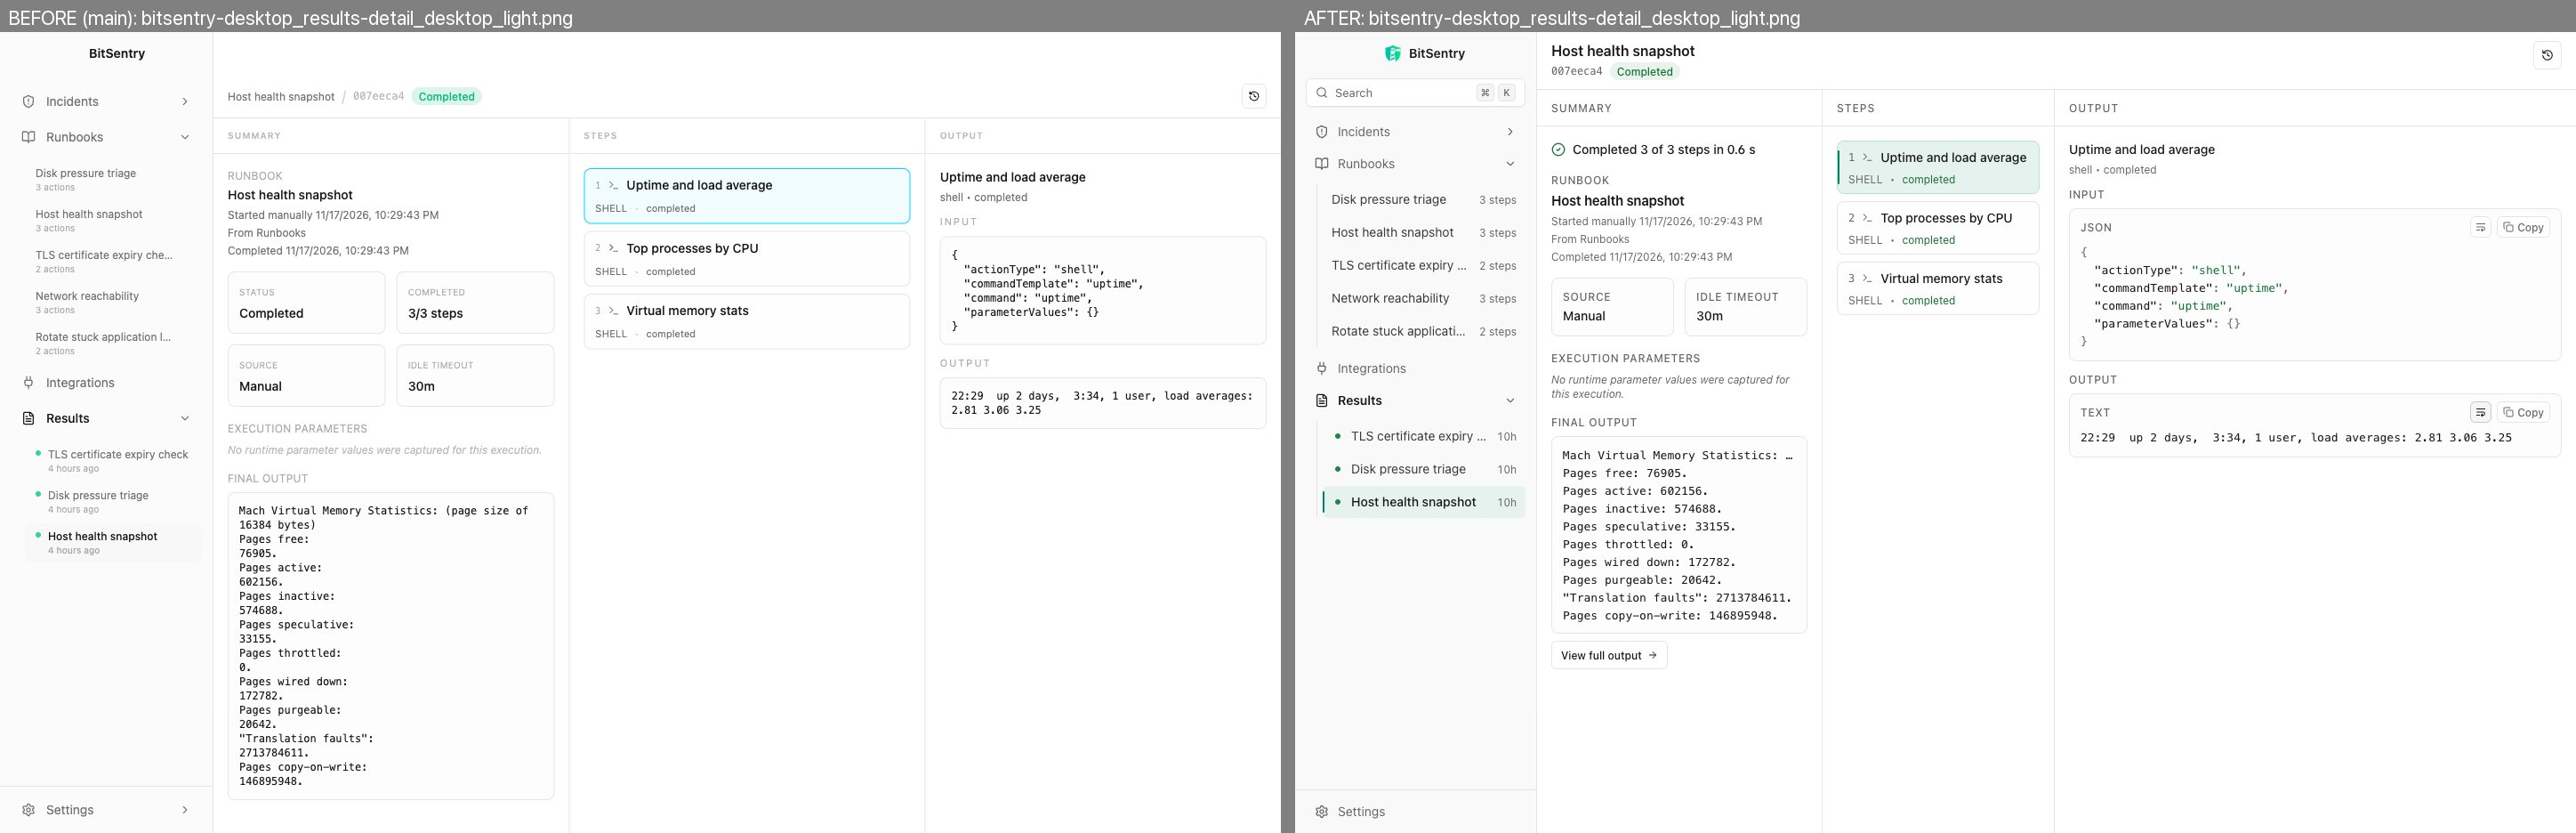 BEFORE (main): bitsentry-desktop_results-detail_desktop_light.png
BitSentry
Incidents
Runbooks
Disk pressure triage
3 actions
Host health snapshot
3 actions
TLS certificate expiry che...
2 actions
Network reachability
3 actions
Rotate stuck application l...
2 actions
Integrations
Results
TLS certificate expiry check
4 hours ago
Disk pressure triage
4 hours ago
Host health snapshot
4 hours ago
Settings
Host health snapshot / 007eeca4 Completed
SUMMARY
RUNBOOK
Host health snapshot
Started manually 11/17/2026, 10:29:43 PM
From Runbooks
Completed 11/17/2026, 10:29:43 PM
STATUS
Completed
COMPLETED
3/3 steps
SOURCE
Manual
IDLE TIMEOUT
30m
EXECUTION PARAMETERS
No runtime parameter values were captured for this execution.
FINAL OUTPUT
Mach Virtual Memory Statistics: (page size of
16384 bytes)
Pages free:
76905.
Pages active:
602156.
Pages inactive:
574688.
Pages speculative:
33155.
Pages throttled:
0.
Pages wired down:
172782.
Pages purgeable:
20642.
"Translation faults":
2713784611.
Pages copy-on-write:
146895948.
STEPS
1 >_ Uptime and load average
SHELL · completed
2 >_ Top processes by CPU
SHELL · completed
3 >_ Virtual memory stats
SHELL · completed
OUTPUT
Uptime and load average
shell • completed
INPUT
{
"actionType": "shell",
"commandTemplate": "uptime",
"command": "uptime",
"parameterValues": {}
}
OUTPUT
22:29  up 2 days,  3:34, 1 user, load averages:
2.81 3.06 3.25
AFTER: bitsentry-desktop_results-detail_desktop_light.png
BitSentry
Search ⌘ K
Incidents
Runbooks
Disk pressure triage 3 steps
Host health snapshot 3 steps
TLS certificate expiry ... 2 steps
Network reachability 3 steps
Rotate stuck applicati... 2 steps
Integrations
Results
TLS certificate expiry ... 10h
Disk pressure triage 10h
Host health snapshot 10h
Settings
Host health snapshot
007eeca4 Completed
SUMMARY
Completed 3 of 3 steps in 0.6 s
RUNBOOK
Host health snapshot
Started manually 11/17/2026, 10:29:43 PM
From Runbooks
Completed 11/17/2026, 10:29:43 PM
SOURCE
Manual
IDLE TIMEOUT
30m
EXECUTION PARAMETERS
No runtime parameter values were captured for
this execution.
FINAL OUTPUT
Mach Virtual Memory Statistics: …
Pages free: 76905.
Pages active: 602156.
Pages inactive: 574688.
Pages speculative: 33155.
Pages throttled: 0.
Pages wired down: 172782.
Pages purgeable: 20642.
"Translation faults": 2713784611.
Pages copy-on-write: 146895948.
View full output →
STEPS
1 >_ Uptime and load average
SHELL • completed
2 >_ Top processes by CPU
SHELL • completed
3 >_ Virtual memory stats
SHELL • completed
OUTPUT
Uptime and load average
shell • completed
INPUT
JSON Copy
{
"actionType": "shell",
"commandTemplate": "uptime",
"command": "uptime",
"parameterValues": {}
}
OUTPUT
TEXT Copy
22:29  up 2 days,  3:34, 1 user, load averages: 2.81 3.06 3.25